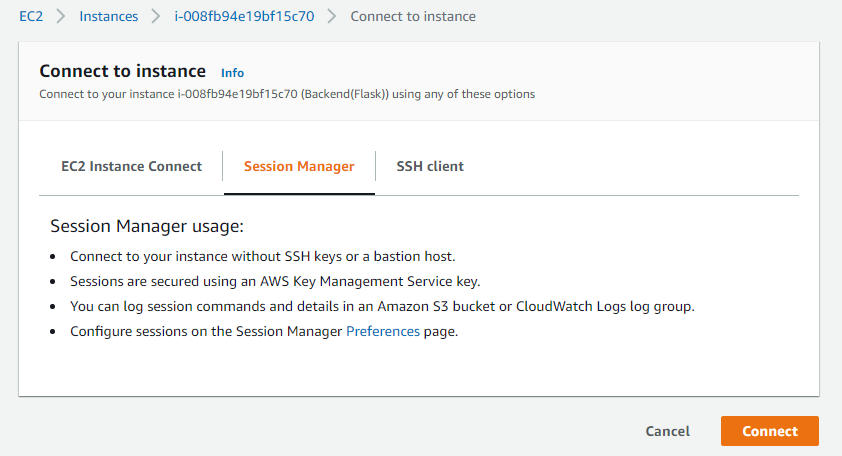 EC2 > Instances > i-008fb94e19bf15c70 > Connect to instance
Connect to instance Info
Connect to your instance i-008fb94e19bf15c70 (Backend(Flask)) using any of these options
EC2 Instance Connect Session Manager SSH client
Session Manager usage:
• Connect to your instance without SSH keys or a bastion host.
• Sessions are secured using an AWS Key Management Service key.
• You can log session commands and details in an Amazon S3 bucket or CloudWatch Logs log group.
• Configure sessions on the Session Manager Preferences page.
Cancel Connect